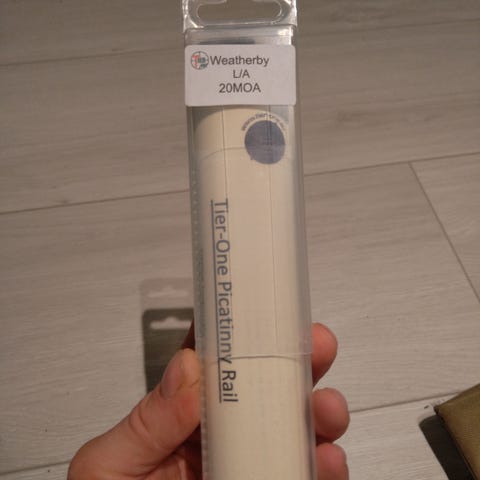 Weatherby
L/A
20MOA
Tier-One Picatinny Rail